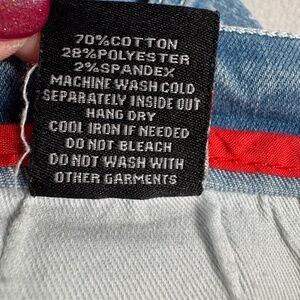 70%COTTON
28%POLYESTER
2%SPANDEX
MACHINE WASH COLD
SEPARATELY INSIDE OUT
HANG DRY
COOL IRON IF NEEDED
DO NOT BLEACH
DO NOT WASH WITH
OTHER GARMENTS